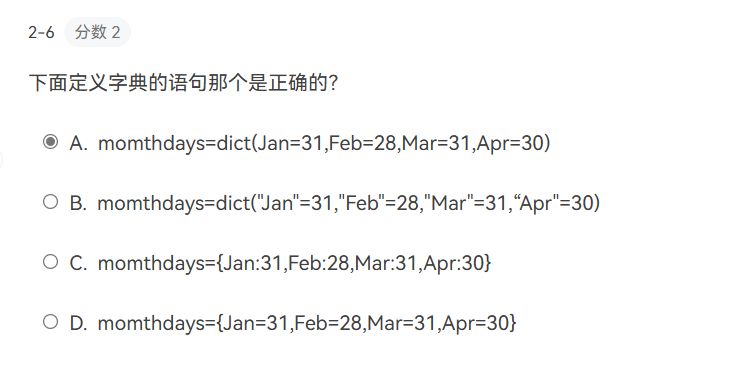 2-6 分数 2
下面定义字典的语句那个是正确的?
A. momthdays=dict(Jan=31,Feb=28,Mar=31,Apr=30)
B. momthdays=dict("Jan"=31,"Feb"=28,"Mar"=31,“Apr"=30)
C. momthdays={Jan:31,Feb:28,Mar:31,Apr:30}
D. momthdays={Jan=31,Feb=28,Mar=31,Apr=30}